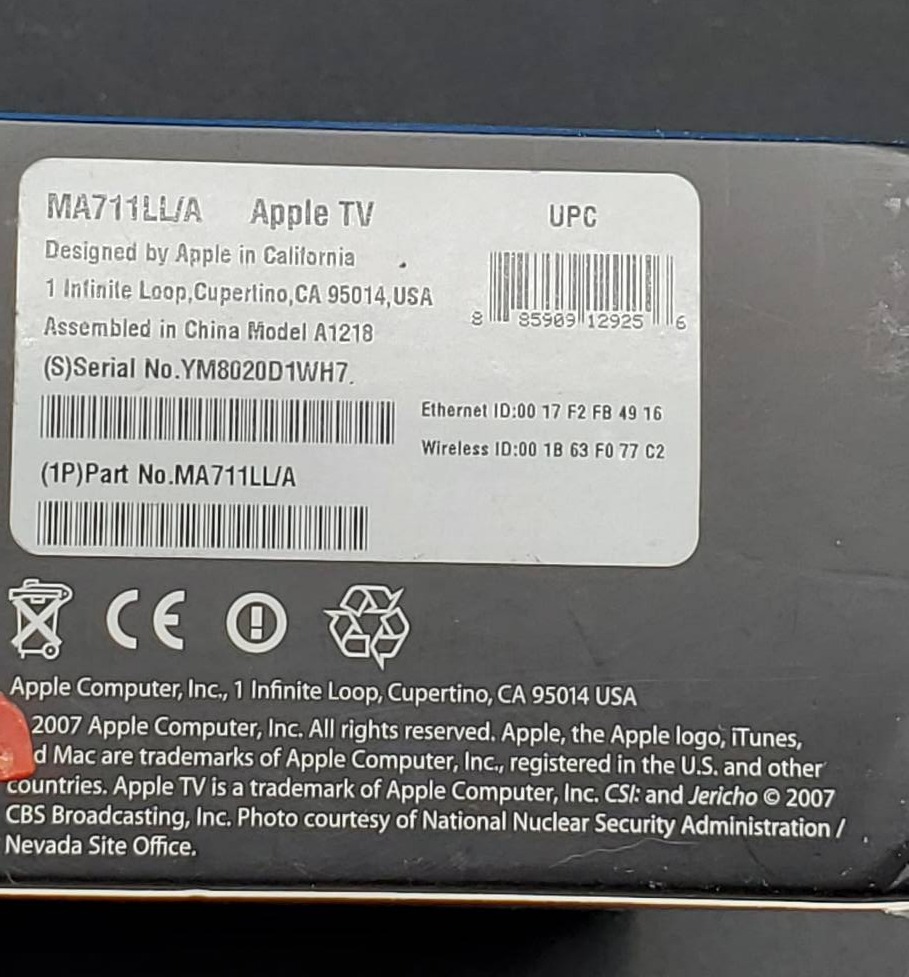 MA711LL/A Apple TV
Designed by Apple in California
1 Infinite Loop,Cupertino,CA 95014,USA
Assembled in China Model A1218
(S)Serial No.YM8020D1WH7
UPC
8 85909 12925 6
Ethernet ID:00 17 F2 FB 49 16
Wireless ID:00 1B 63 F0 77 C2
(1P)Part No.MA711LL/A
CE
Apple Computer, Inc., 1 Infinite Loop, Cupertino, CA 95014 USA
2007 Apple Computer, Inc. All rights reserved. Apple, the Apple logo, iTunes,
d Mac are trademarks of Apple Computer, Inc., registered in the U.S. and other
countries. Apple TV is a trademark of Apple Computer, Inc. CSI: and Jericho © 2007
CBS Broadcasting, Inc. Photo courtesy of National Nuclear Security Administration /
Nevada Site Office.